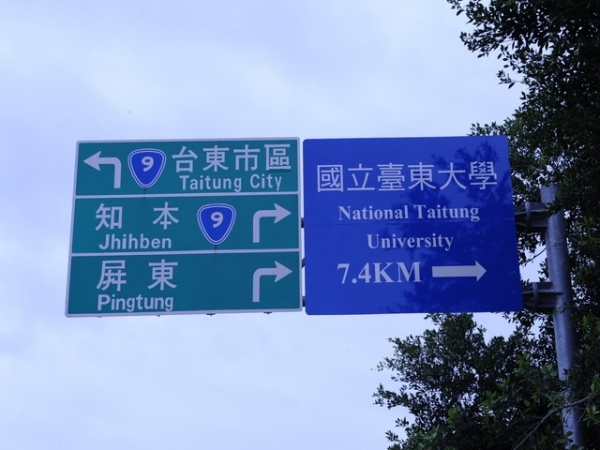 9 台東市區
Taitung City
知 本 9
Jhihben
屏 東
Pingtung
國立臺東大學
National Taitung
University
7.4KM